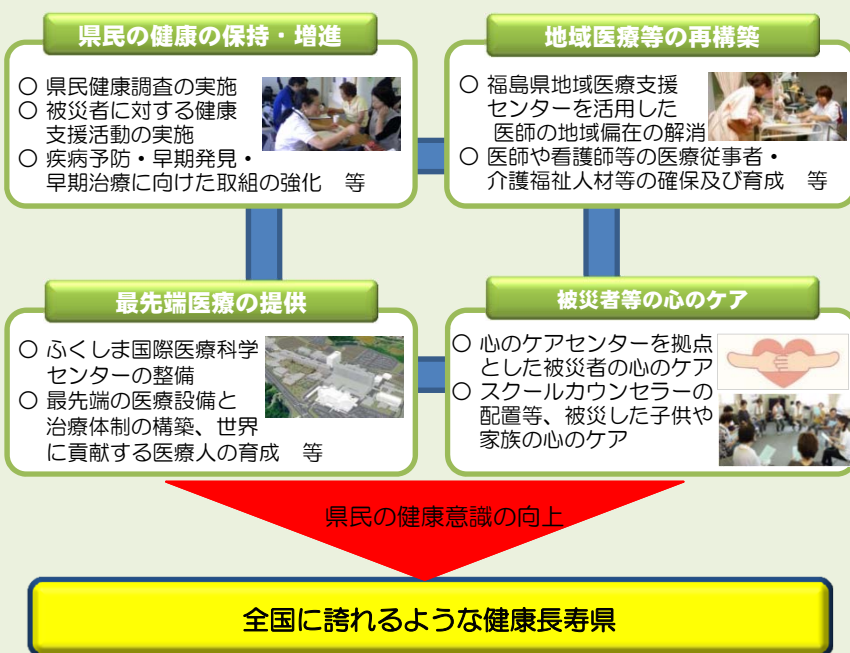 県民の健康の保持・増進
○ 県民健康調査の実施
○ 被災者に対する健康
支援活動の実施
○ 疾病予防・早期発見・
早期治療に向けた取組の強化　等
地域医療等の再構築
○ 福島県地域医療支援
センターを活用した
医師の地域偏在の解消
○ 医師や看護師等の医療従事者・
介護福祉人材等の確保及び育成　等
最先端医療の提供
○ ふくしま国際医療科学
センターの整備
○ 最先端の医療設備と
治療体制の構築、世界
に貢献する医療人の育成　等
被災者等の心のケア
○ 心のケアセンターを拠点
とした被災者の心のケア
○ スクールカウンセラーの
配置等、被災した子供や
家族の心のケア
県民の健康意識の向上
全国に誇れるような健康長寿県